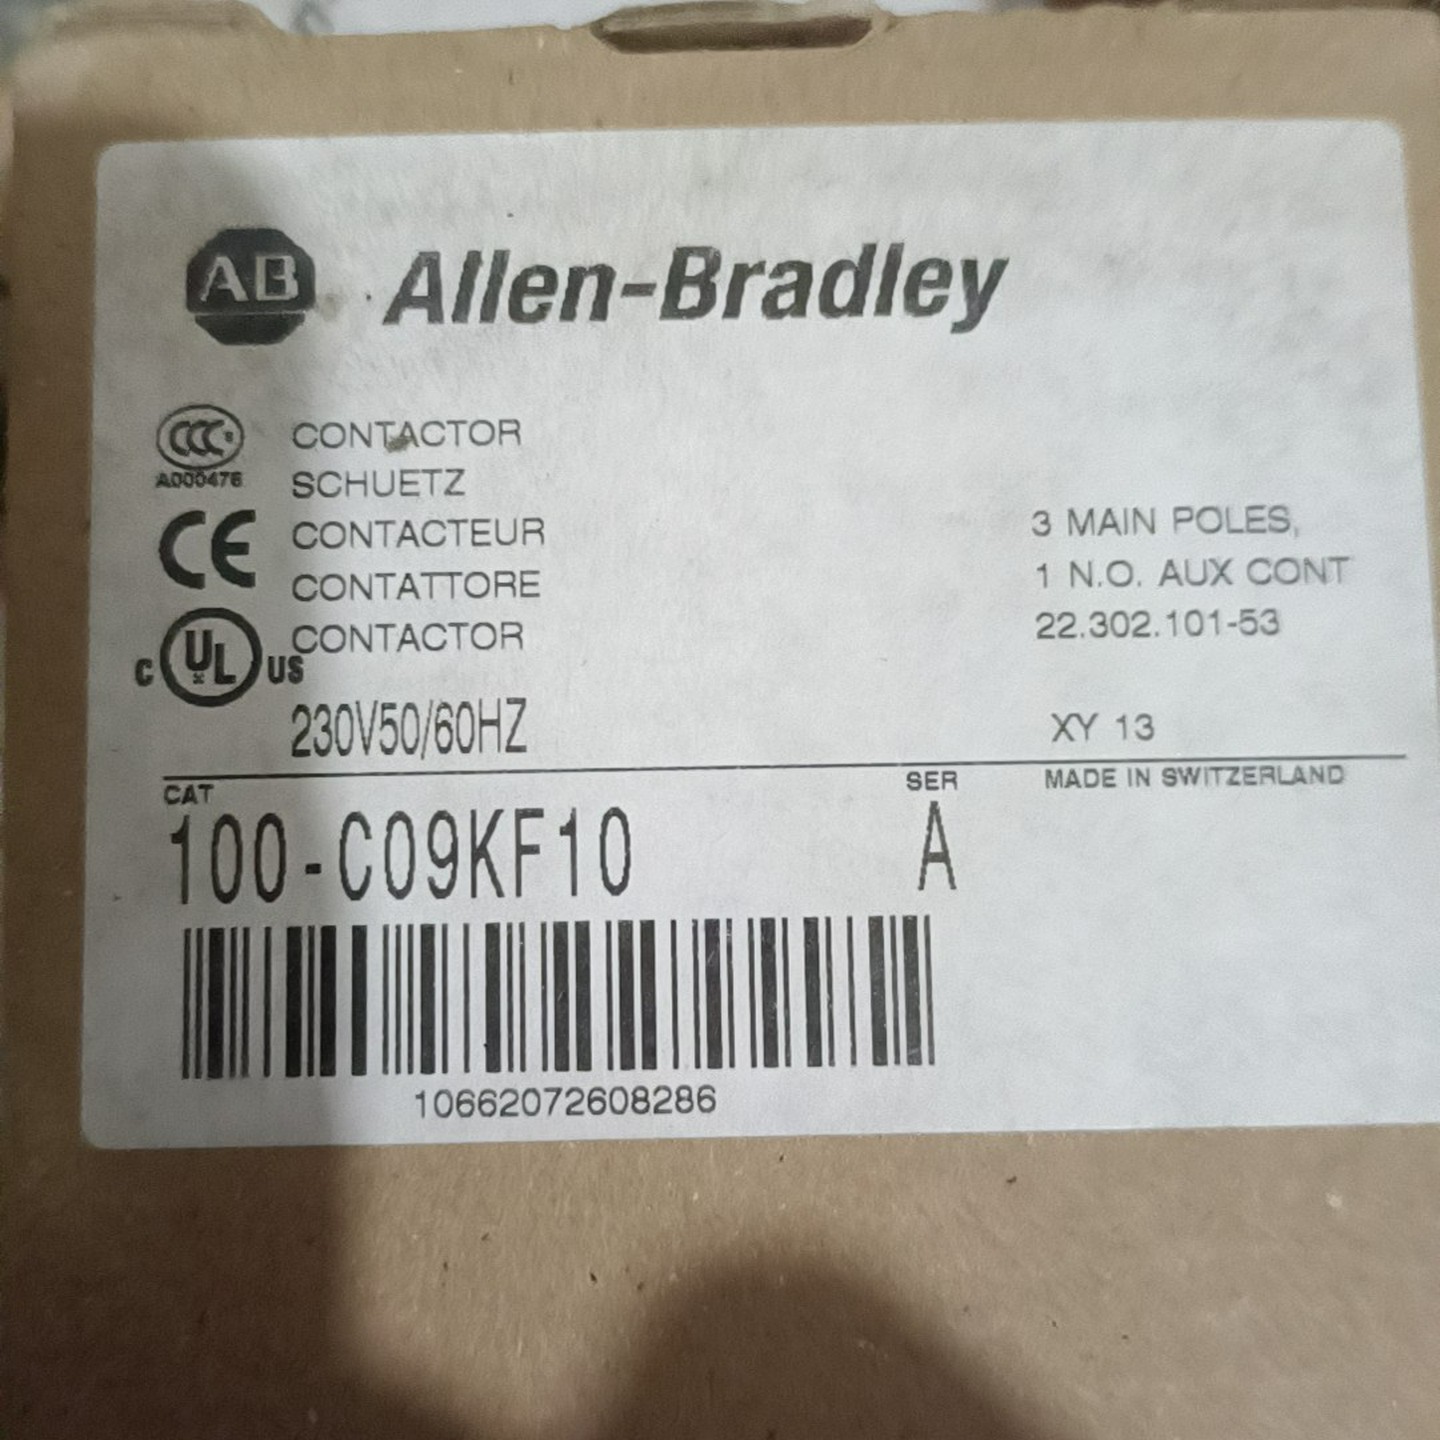 AB Allen-Bradley
CCC S
A000476
CONTACTOR
SCHUETZ
CE
CONTACTEUR
CONTATTORE
C UL US
CONTACTOR
230V50/60HZ
3 MAIN POLES,
1 N.O. AUX CONT
22.302.101-53
XY 13
MADE IN SWITZERLAND
CAT
100-C09KF10
SER
A
10662072608286